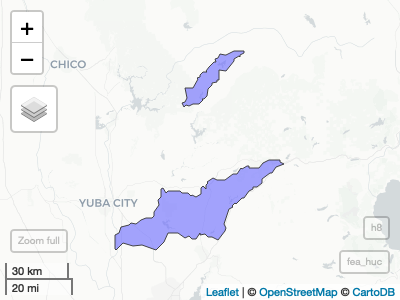 +
−
CHICO
YUBA CITY
h8
Zoom full
fea_huc
30 km
20 mi
Leaflet | © OpenStreetMap © CartoDB